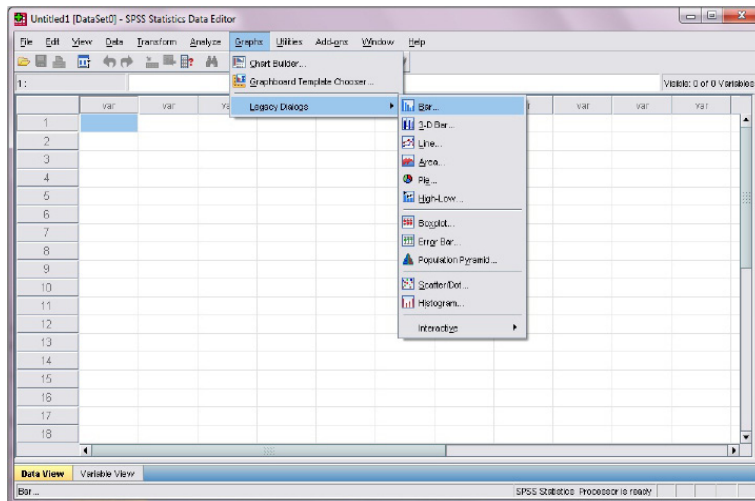 Untitled1 [DataSet0] - SPSS Statistics Data Editor
File Edit View Data Transform Analyze Graphs Utilities Add-ons Window Help
Chart Builder...
Graphboard Template Chooser...
1 :
Visible: 0 of 0 Variables
Legacy Dialogs
Bar...
3-D Bar...
Line...
Area...
Pie...
High-Low...
Boxplot...
Error Bar...
Population Pyramid...
Scatter/Dot...
Histogram...
Interactive
var var var var var
1
2
3
4
5
6
7
8
9
10
11
12
13
14
15
16
17
18
Data View Variable View
Bar... SPSS Statistics Processor is ready